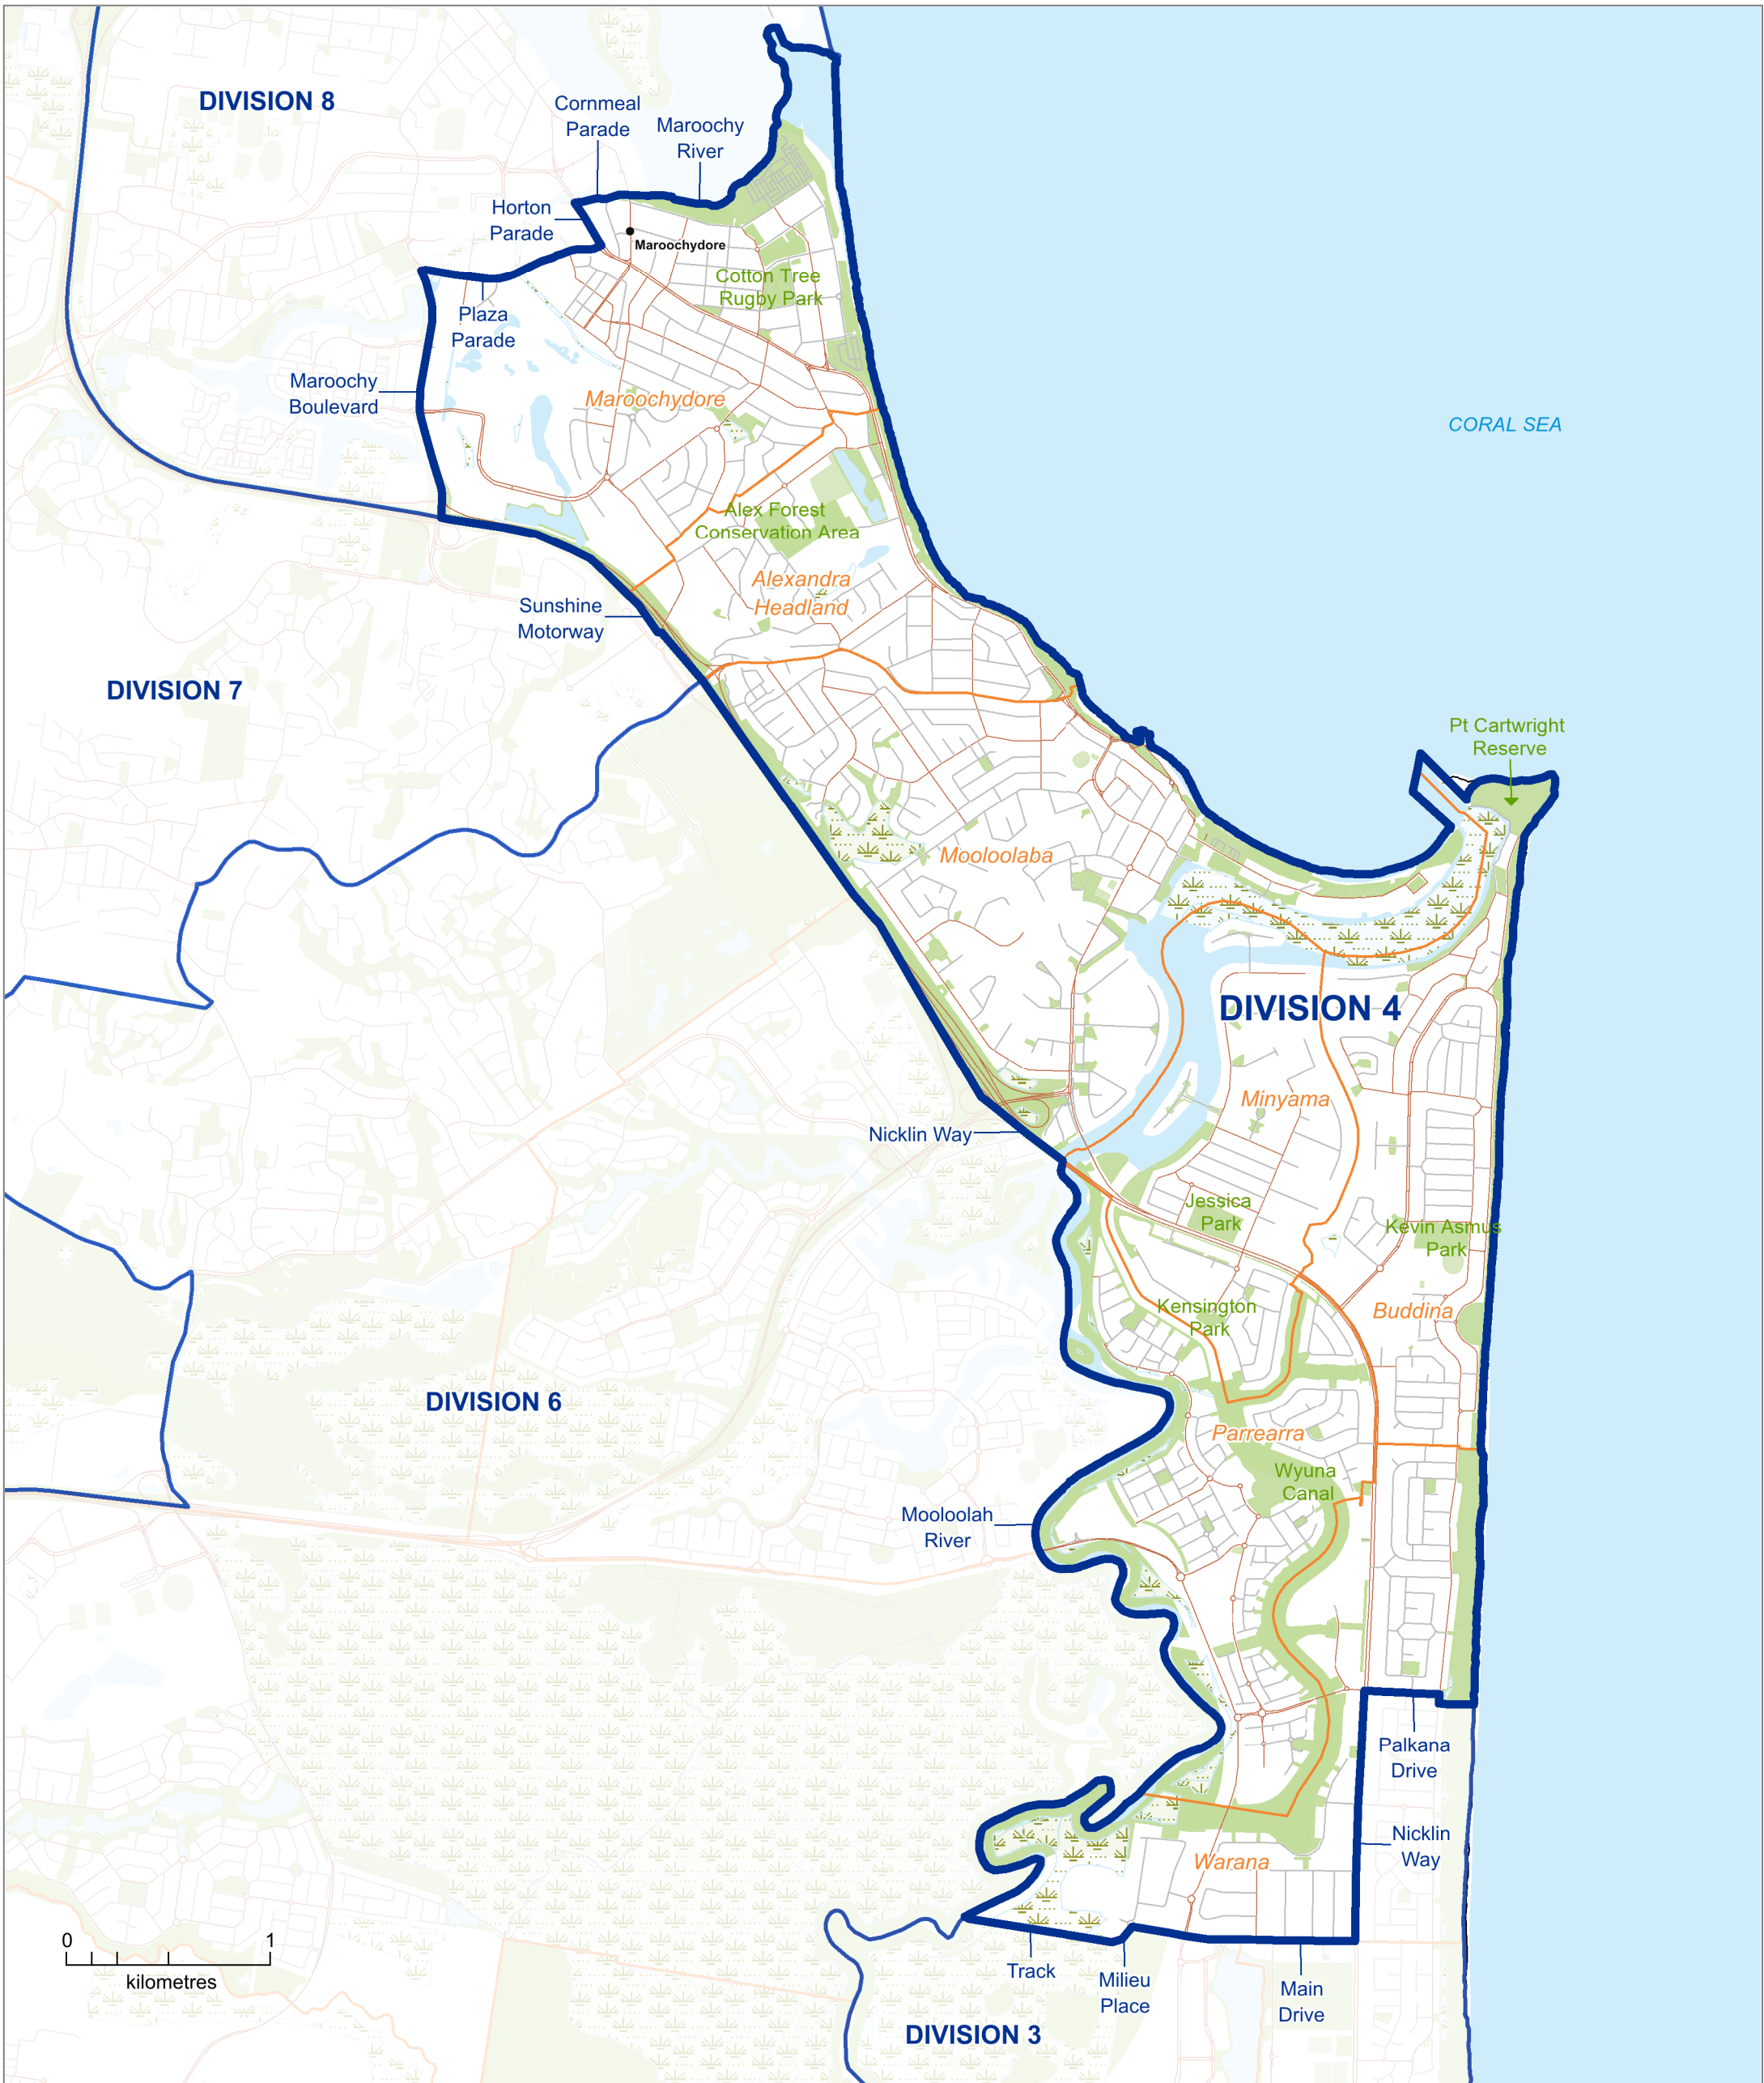 DIVISION 8
Cornmeal
Parade
Maroochy
River
Horton
Parade
Maroochydore
Cotton Tree
Rugby Park
Plaza
Parade
Maroochy
Boulevard
Maroochydore
CORAL SEA
Alex Forest
Conservation Area
Alexandra
Headland
Sunshine
Motorway
DIVISION 7
Pt Cartwright
Reserve
Mooloolaba
DIVISION 4
Minyama
Nicklin Way
Jessica
Park
Kevin Asmus
Park
Kensington
Park
Buddina
DIVISION 6
Parrearra
Wyuna
Canal
Mooloolah
River
Palkana
Drive
Nicklin
Way
Warana
0 1
kilometres
Track
Milieu
Place
Main
Drive
DIVISION 3